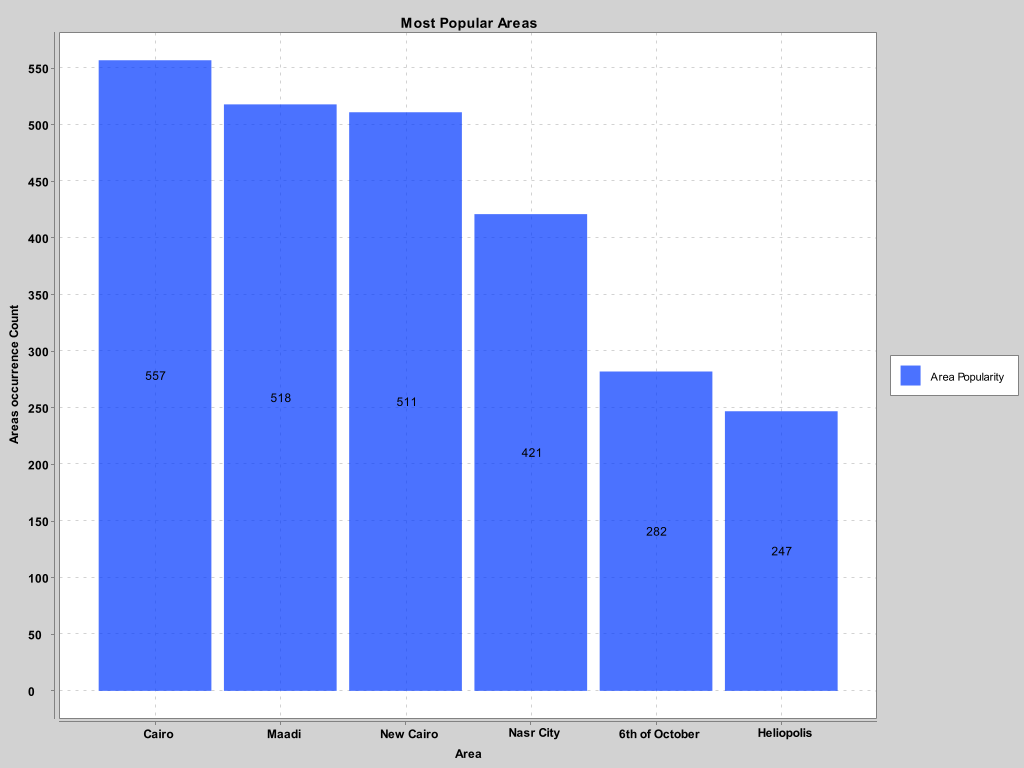 Most Popular Areas
Areas occurrence Count
550
500
450
400
350
300
250
200
150
100
50
0
557
518
511
421
282
247
Cairo
Maadi
New Cairo
Nasr City
6th of October
Heliopolis
Area
Area Popularity